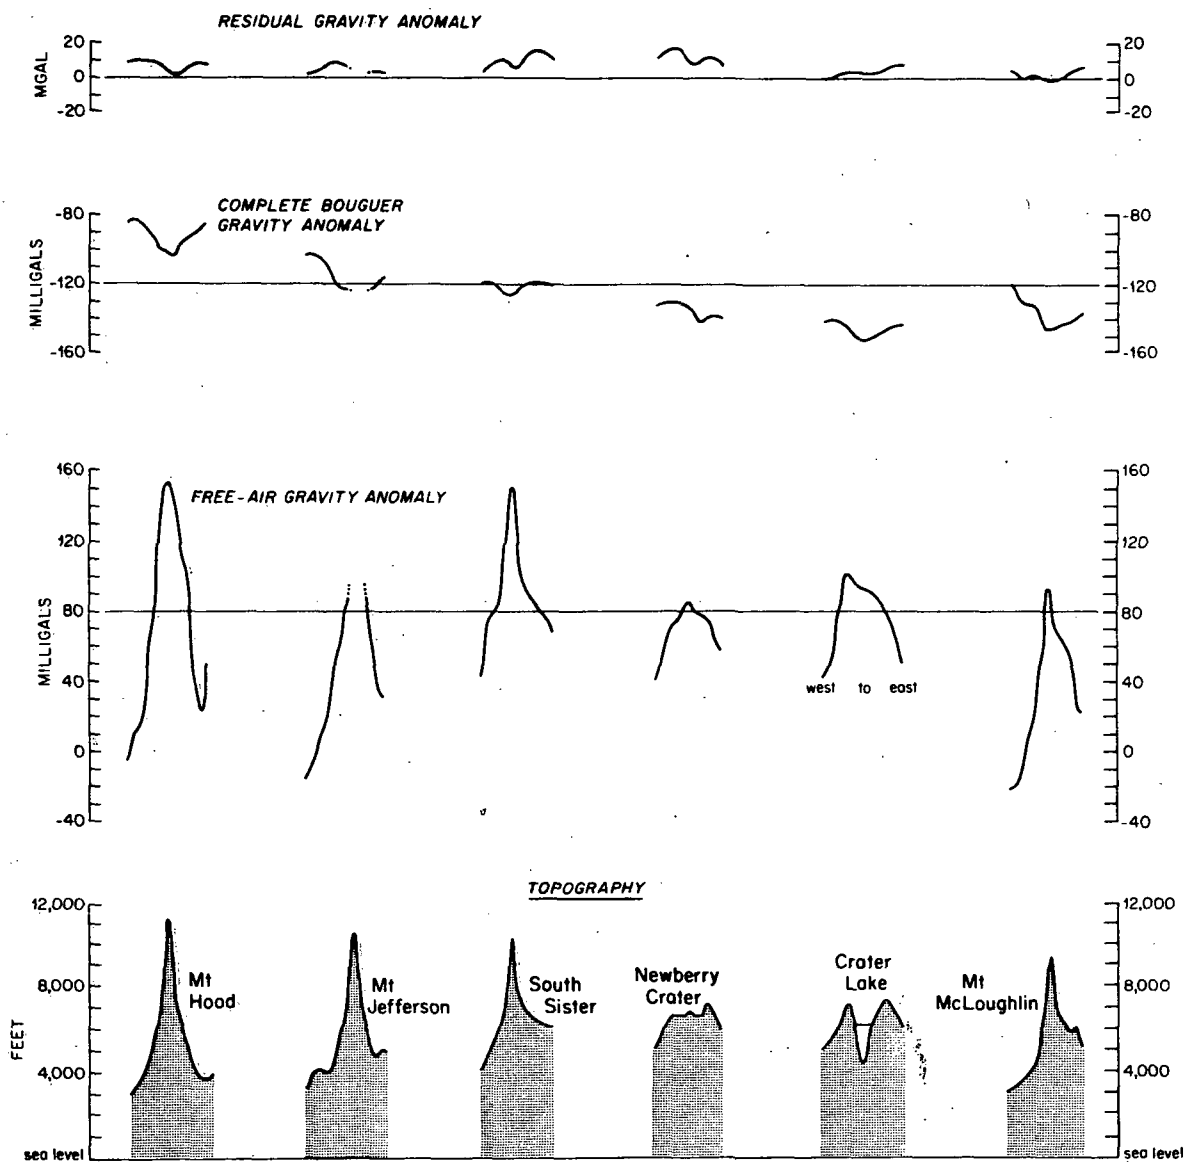 RESIDUAL GRAVITY ANOMALY
20
0
-20
MGAL
20
0
-20
COMPLETE BOUGUER
GRAVITY ANOMALY
-80
-120
-160
MILLIGALS
-80
-120
-160
FREE-AIR GRAVITY ANOMALY
160
120
80
40
0
-40
MILLIGALS
west to east
160
120
80
40
0
-40
TOPOGRAPHY
12,000
8,000
4,000
sea level
FEET
Mt
Hood
Mt
Jefferson
South
Sister
Newberry
Crater
Crater
Lake
Mt
McLoughlin
12,000
8,000
4,000
sea level